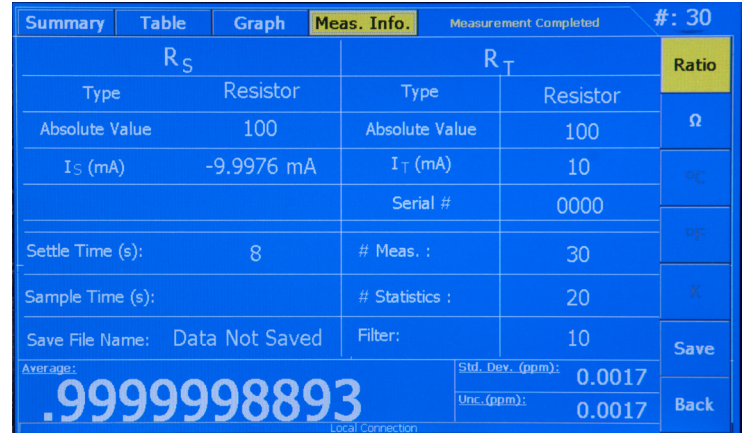 Summary Table Graph Meas. Info. Measurement Completed #: 30
RS RT Ratio
Type Resistor Type Resistor
Absolute Value 100 Absolute Value 100 Ω
IS (mA) -9.9976 mA IT (mA) 10 °C
Serial # 0000
°F
Settle Time (s): 8 # Meas. : 30
Sample Time (s): # Statistics : 20 K
Save File Name: Data Not Saved Filter: 10 Save
Average: .9999998893 Std. Dev. (ppm): 0.0017
Unc.(ppm): 0.0017 Back
Local Connection